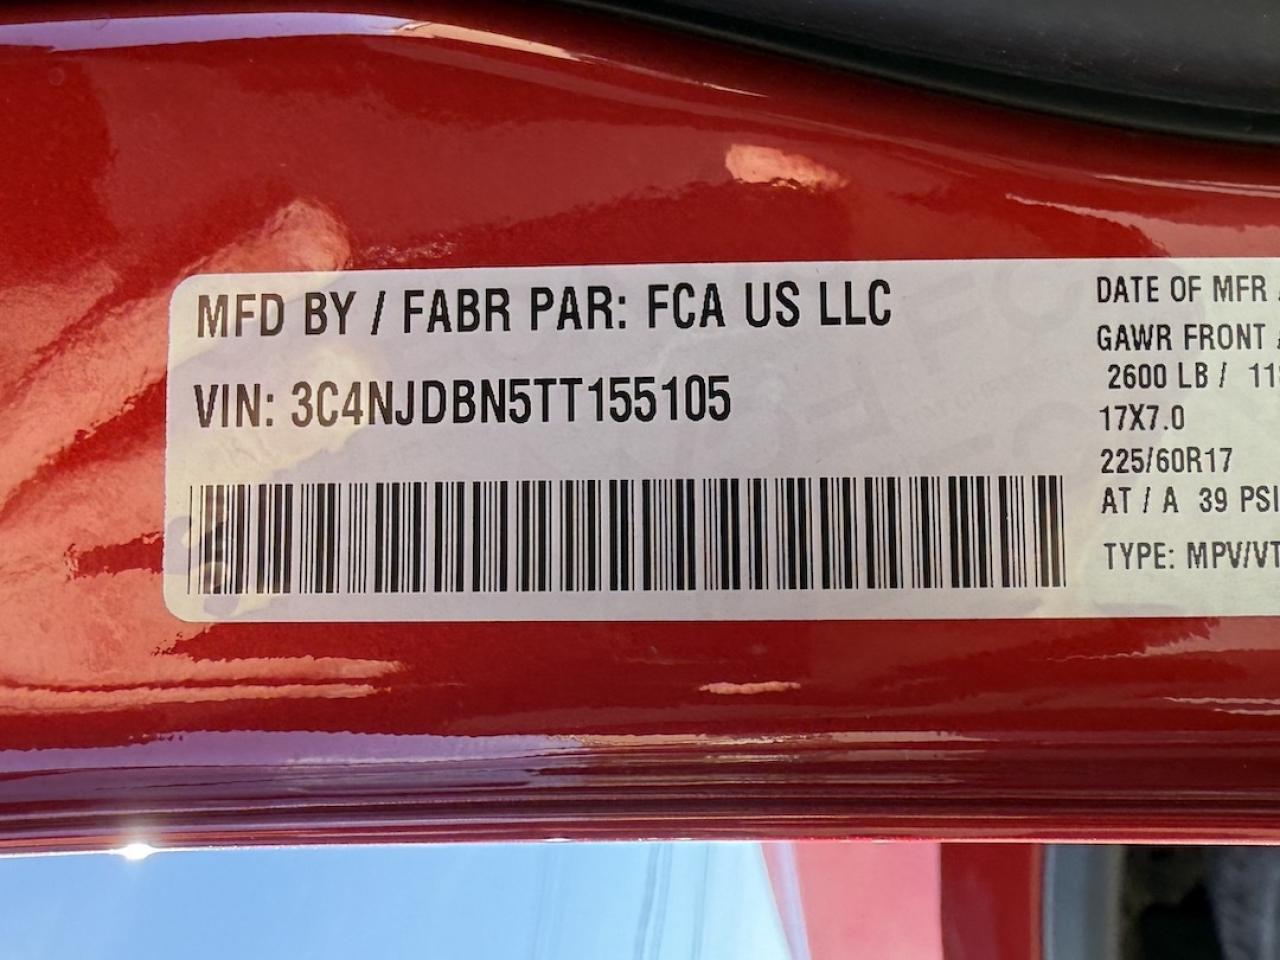 MFD BY / FABR PAR: FCA US LLC
VIN: 3C4NJDBN5TT155105
DATE OF MFR
GAWR FRONT
2600 LB /
17X7.0
225/60R17
AT / A 39 PSI
TYPE: MPV/VT